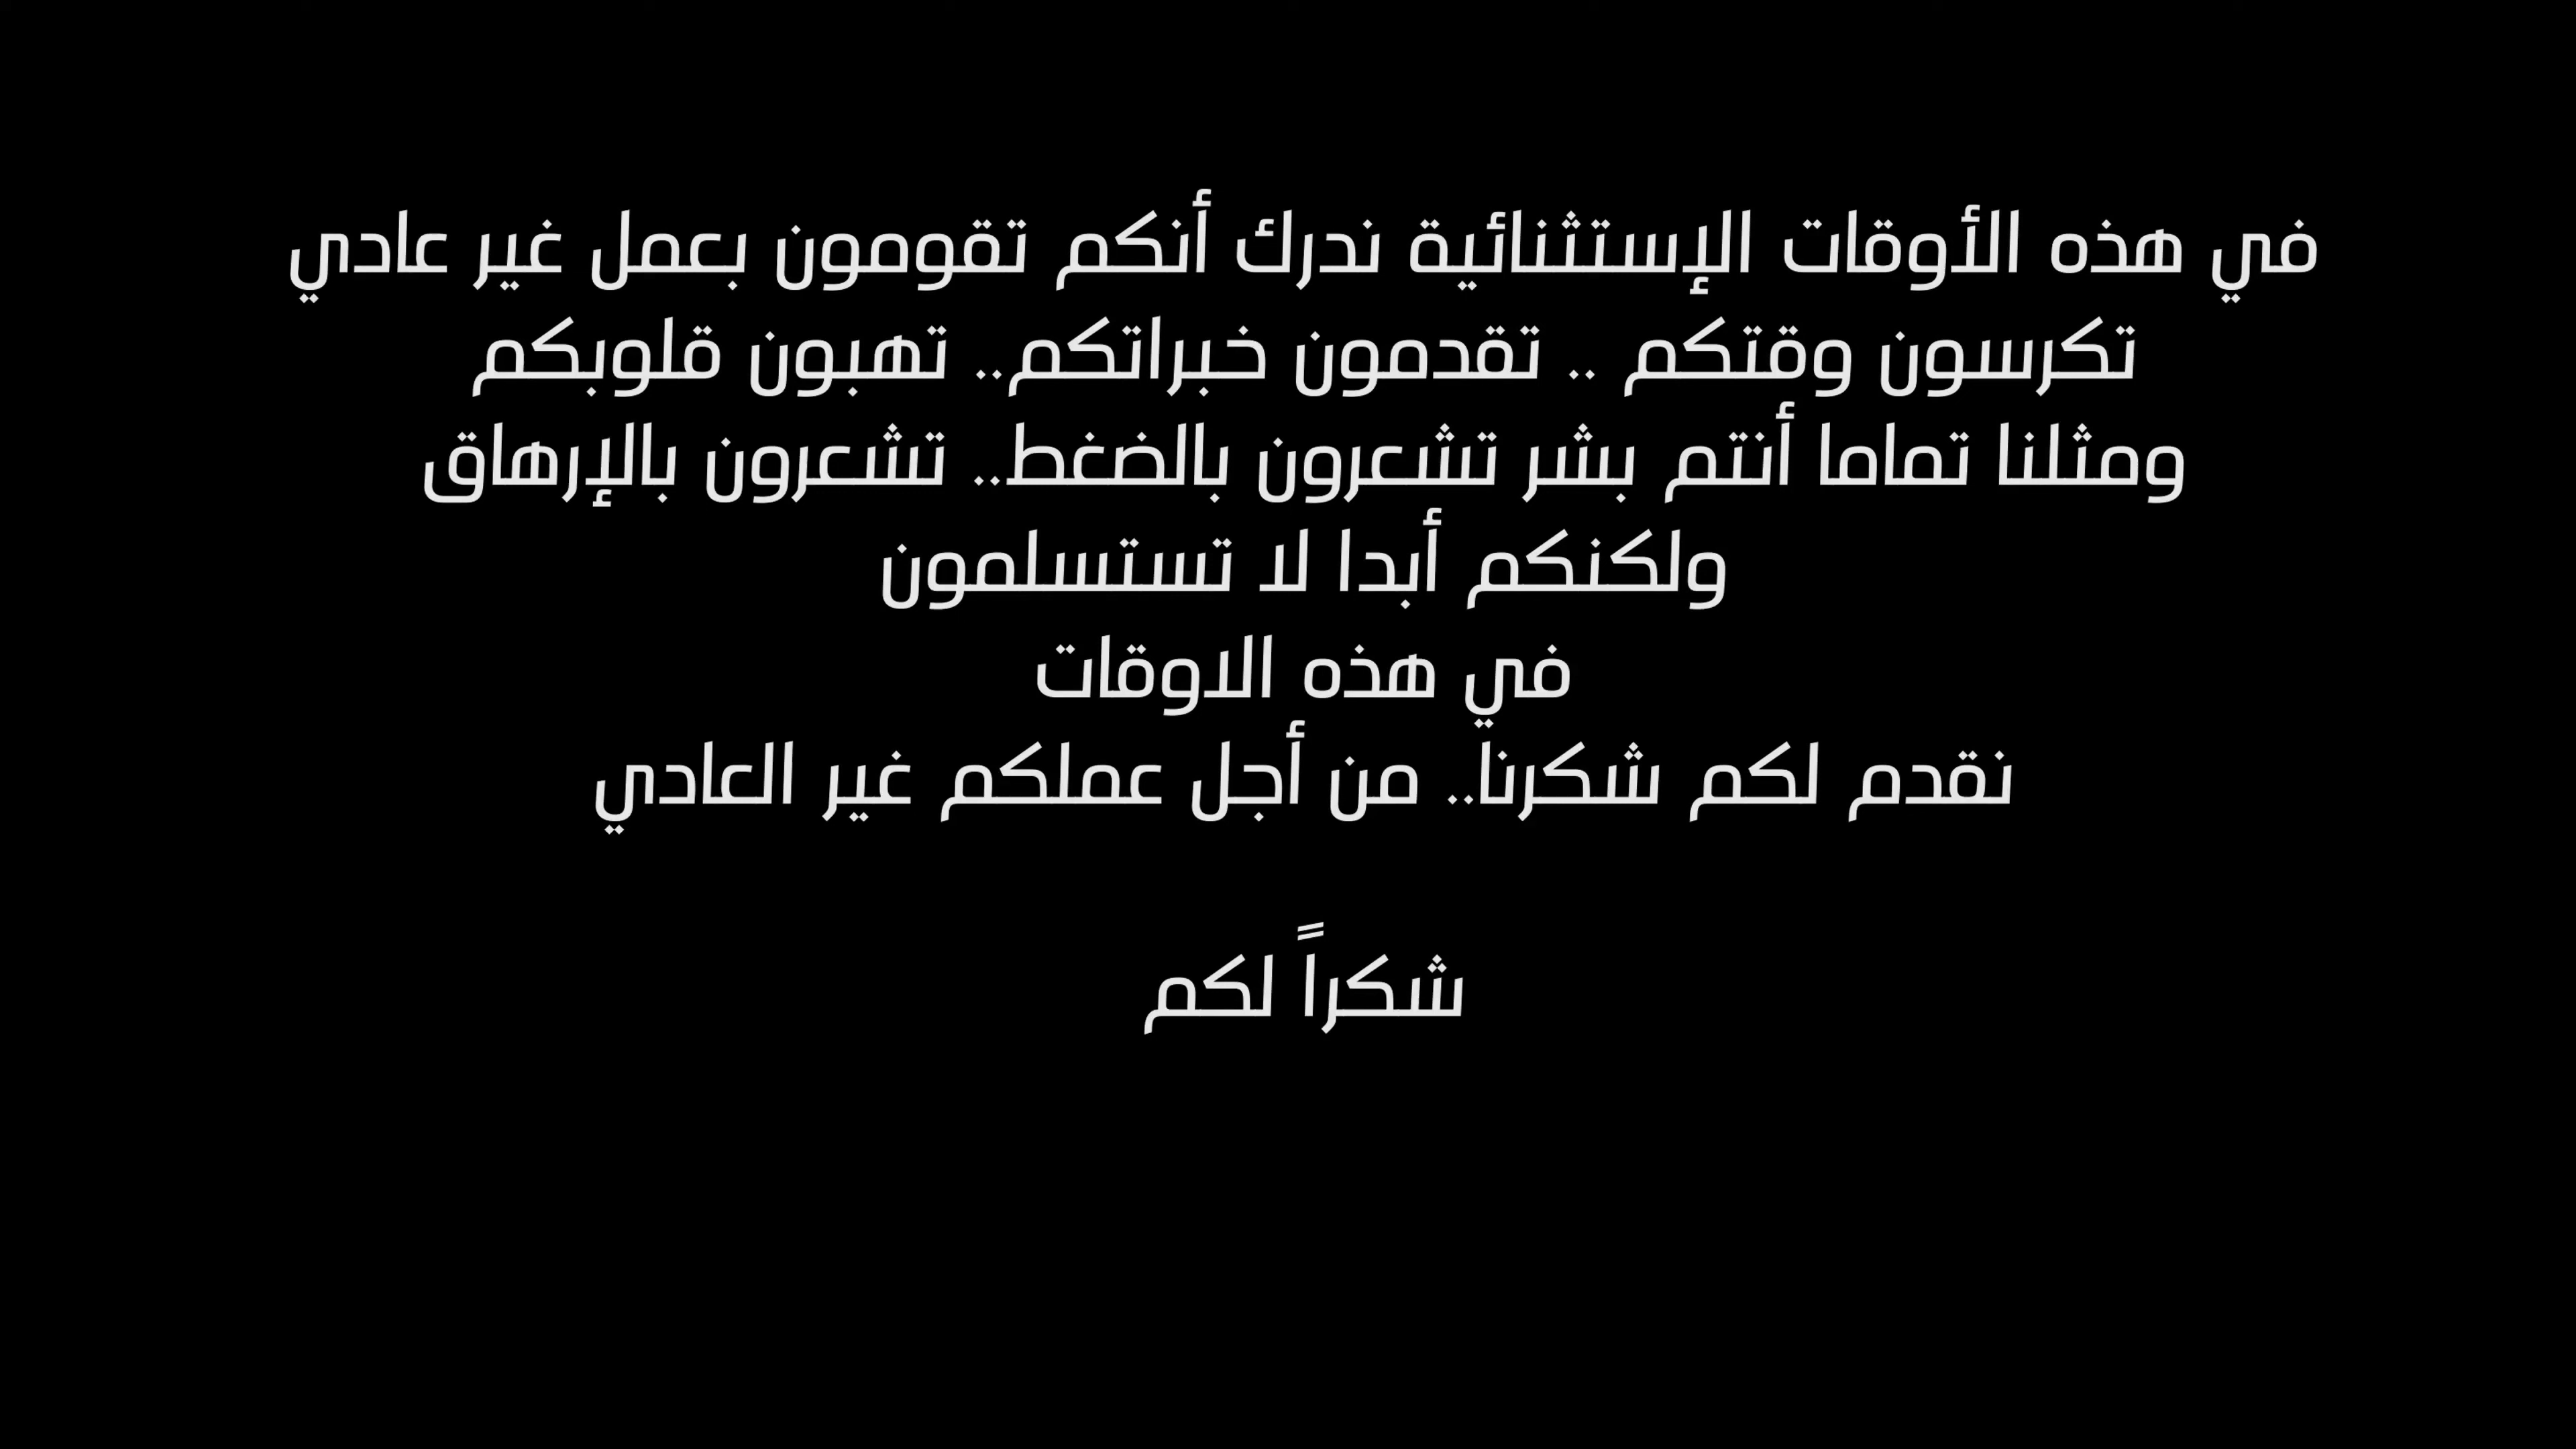 في هذه الأوقات الإستثنائية ندرك أنكم تقومون بعمل غير عادي
تكرسون وقتكم .. تقدمون خبراتكم.. تهبون قلوبكم
ومثلنا تماما أنتم بشر تشعرون بالضغط.. تشعرون بالإرهاق
ولكنكم أبدا لا تستسلمون
في هذه الاوقات
نقدم لكم شكرنا.. من أجل عملكم غير العادي
شكراً لكم